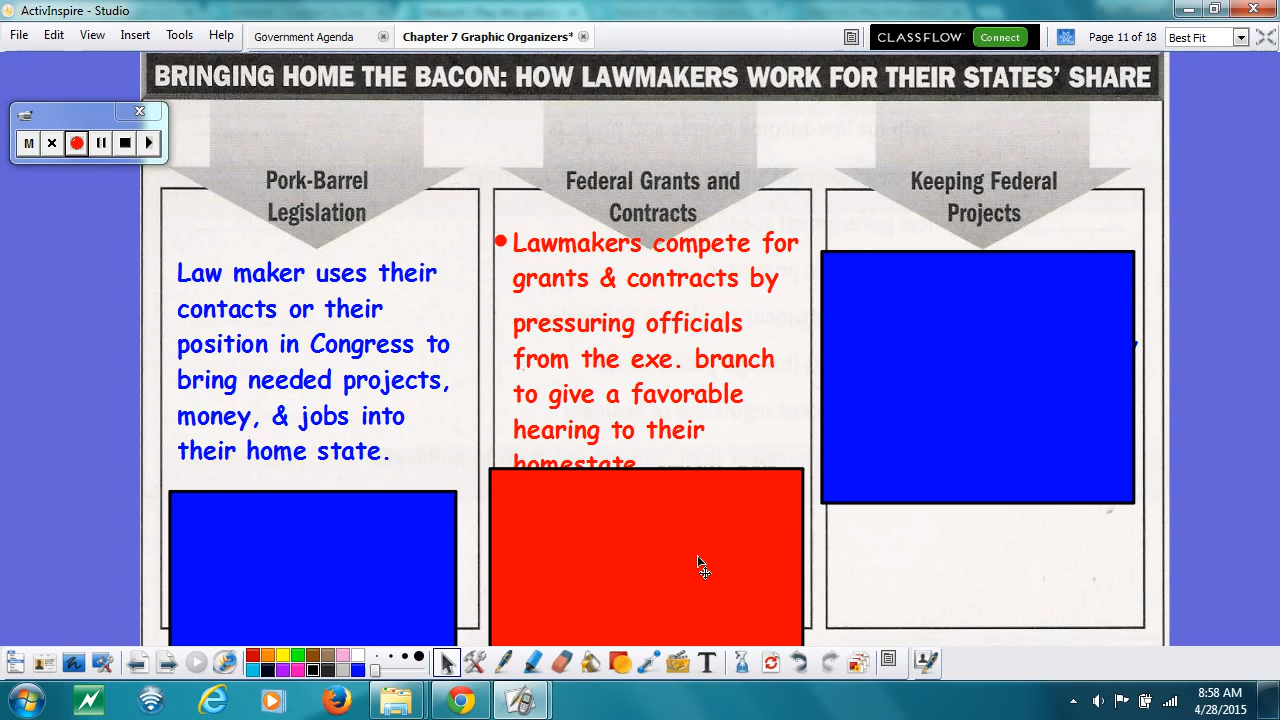 ActivInspire - Studio
File Edit View Insert Tools Help
Government Agenda
Chapter 7 Graphic Organizers*
CLASSFLOW Connect
Page 11 of 18
Best Fit
BRINGING HOME THE BACON: HOW LAWMAKERS WORK FOR THEIR STATES' SHARE
M
Pork-Barrel
Legislation
Law maker uses their
contacts or their
position in Congress to
bring needed projects,
money, & jobs into
their home state.
Federal Grants and
Contracts
• Lawmakers compete for
grants & contracts by
pressuring officials
from the exe. branch
to give a favorable
hearing to their
homestate
Keeping Federal
Projects
T
8:58 AM
4/28/2015